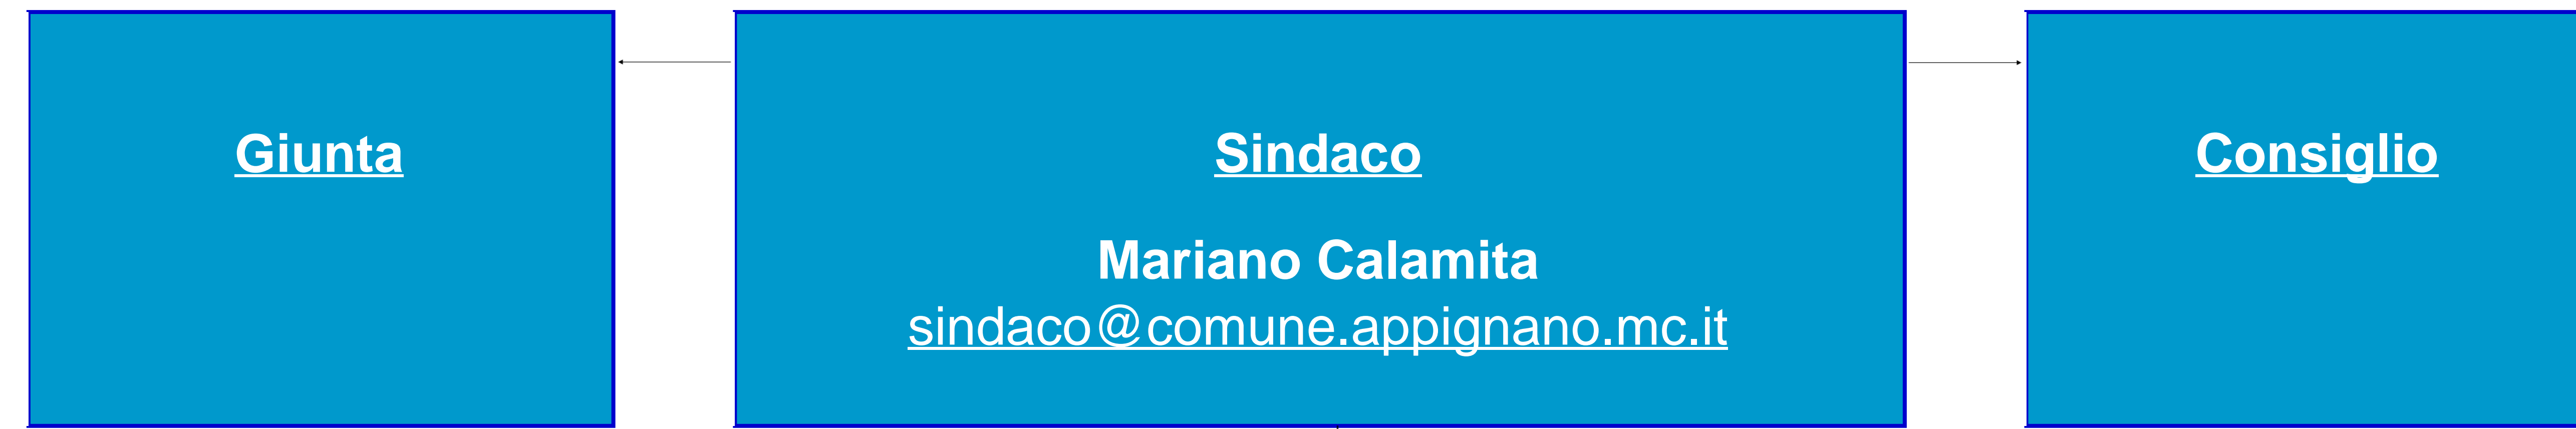 Giunta
Sindaco
Mariano Calamita
sindaco@comune.appignano.mc.it
Consiglio